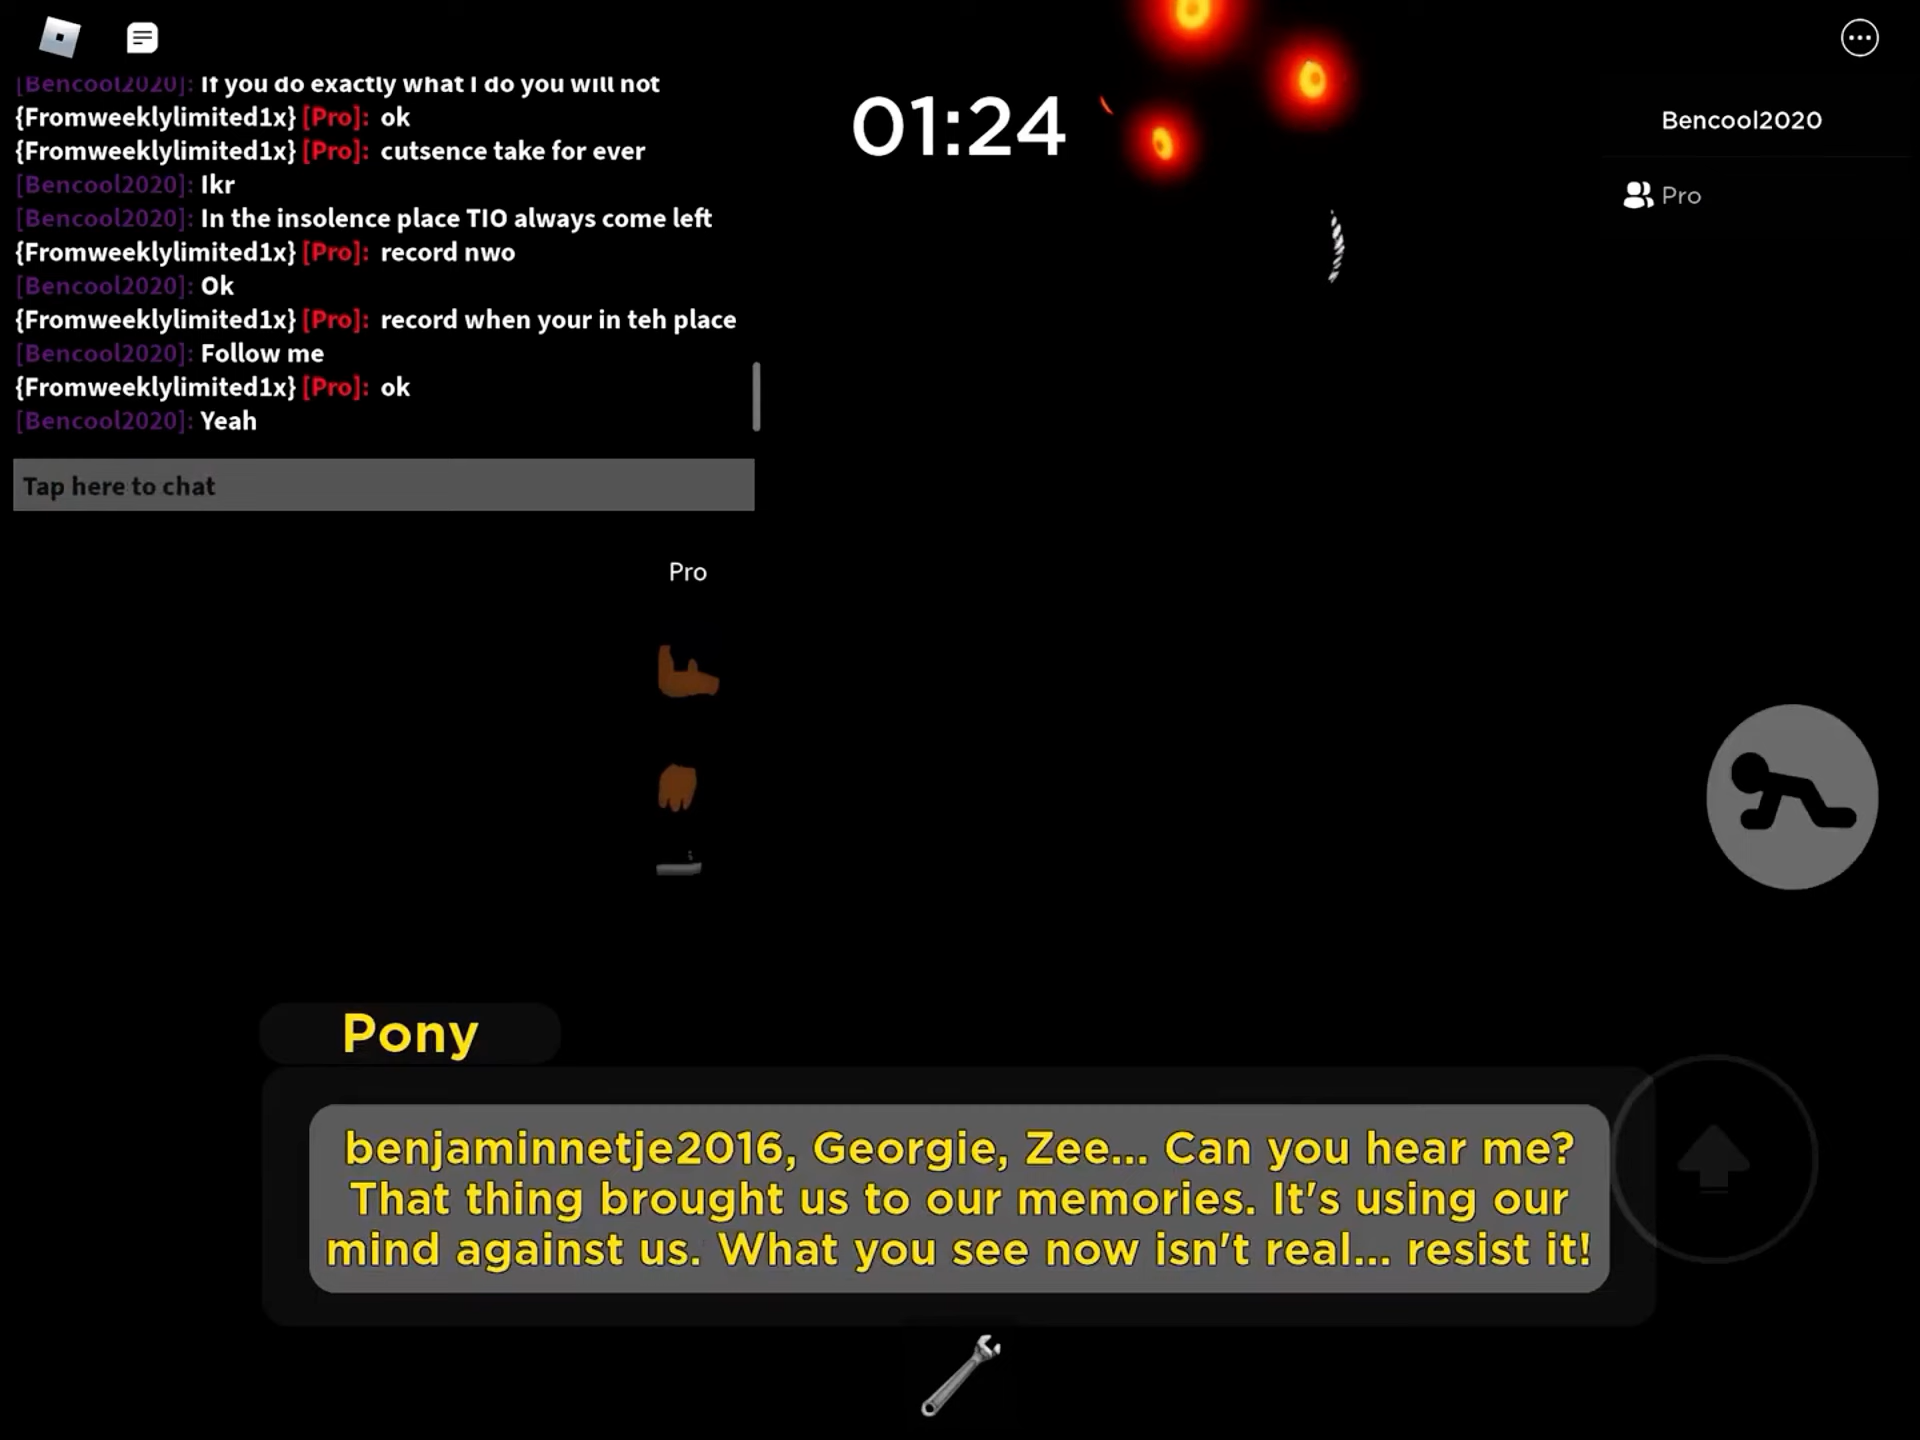 [Bencool2020]: If you do exactly what I do you will not
{Fromweeklylimited1x} [Pro]: ok
{Fromweeklylimited1x} [Pro]: cutsence take for ever
[Bencool2020]: Ikr
[Bencool2020]: In the insolence place TIO always come left
{Fromweeklylimited1x} [Pro]: record nwo
[Bencool2020]: Ok
{Fromweeklylimited1x} [Pro]: record when your in teh place
[Bencool2020]: Follow me
{Fromweeklylimited1x} [Pro]: ok
[Bencool2020]: Yeah
Tap here to chat
01:24
Bencool2020
Pro
Pro
Pony
benjaminnetje2016, Georgie, Zee... Can you hear me?
That thing brought us to our memories. It's using our
mind against us. What you see now isn't real... resist it!